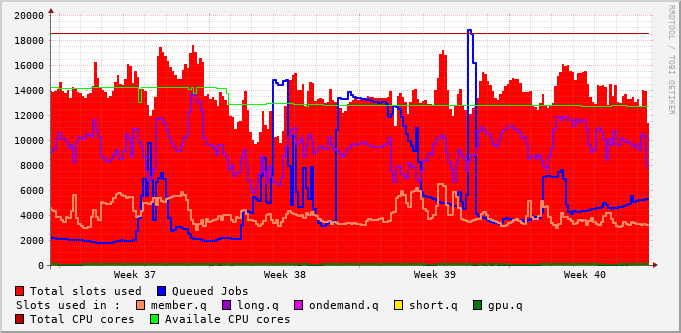 20000
18000
16000
14000
12000
10000
8000
6000
4000
2000
0
Week 37 Week 38 Week 39 Week 40
Total slots used Queued Jobs
Slots used in : member.q long.q ondemand.q short.q gpu.q
Total CPU cores Availale CPU cores
RRDTOOL / TOBI OETIKER